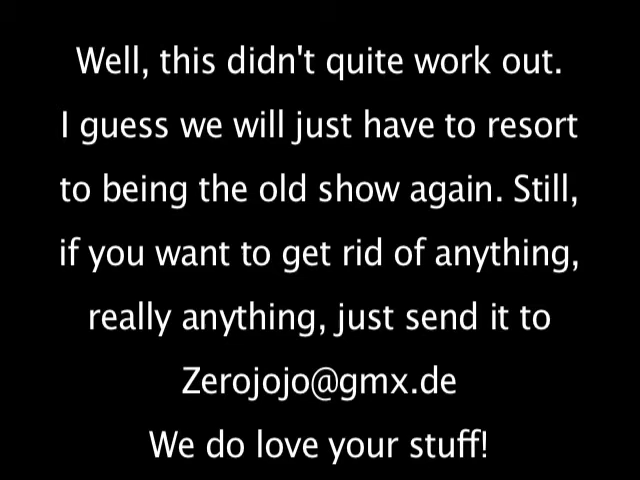 Well, this didn't quite work out.
I guess we will just have to resort
to being the old show again. Still,
if you want to get rid of anything,
really anything, just send it to
Zerojojo@gmx.de
We do love your stuff!